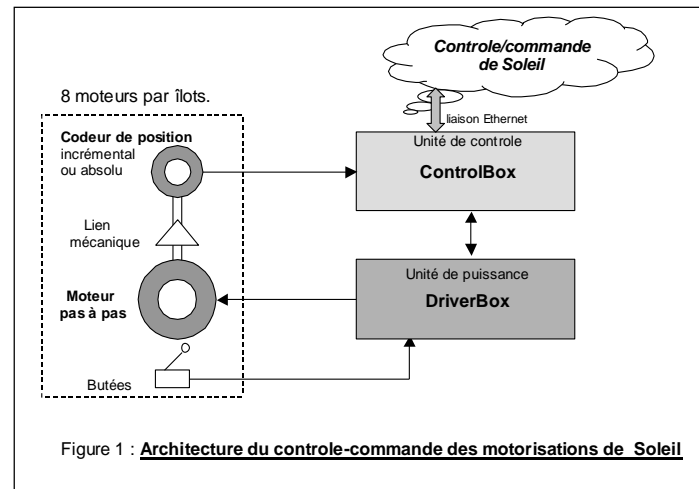 Controle/commande
de Soleil
8 moteurs par îlots.
liaison Ethernet
Codeur de position
incrémental
ou absolu
Unité de controle
ControlBox
Lien
mécanique
Unité de puissance
DriverBox
Moteur
pas à pas
Butées
Figure 1 : Architecture du controle-commande des motorisations de Soleil